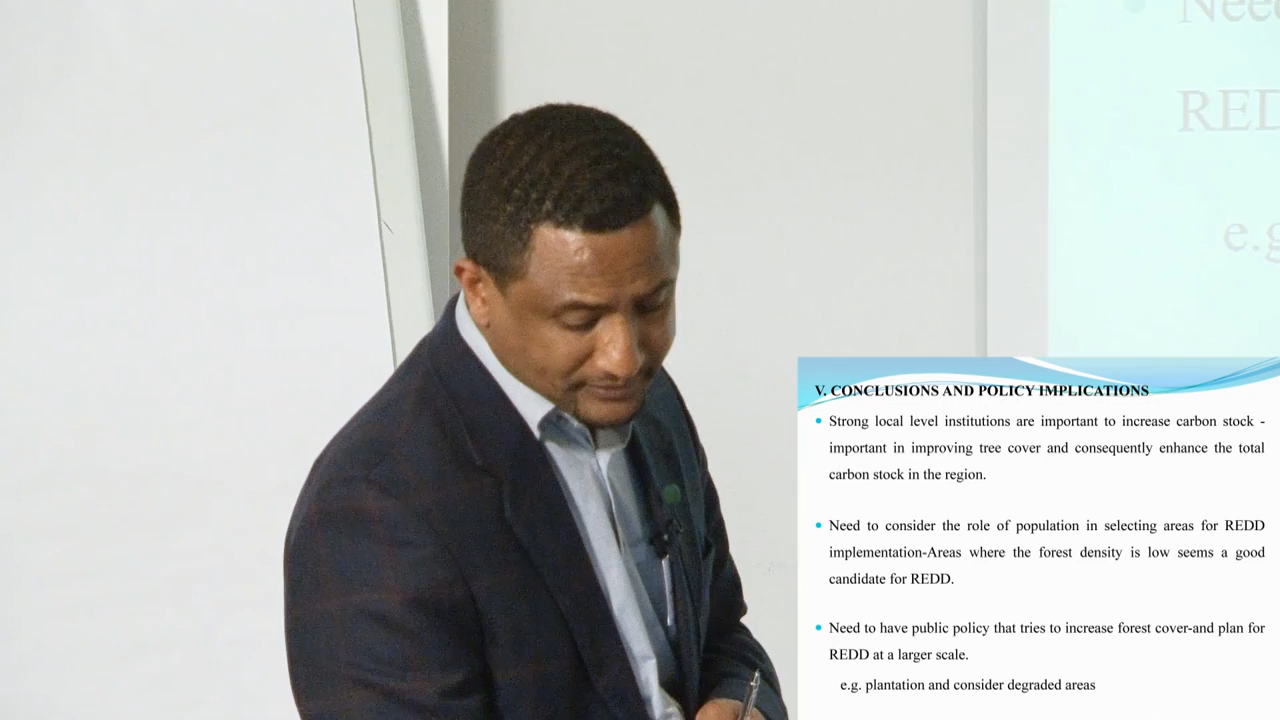 Need
REDD
e.g
V. CONCLUSIONS AND POLICY IMPLICATIONS
• Strong local level institutions are important to increase carbon stock -
important in improving tree cover and consequently enhance the total
carbon stock in the region.
• Need to consider the role of population in selecting areas for REDD
implementation-Areas where the forest density is low seems a good
candidate for REDD.
• Need to have public policy that tries to increase forest cover-and plan for
REDD at a larger scale.
e.g. plantation and consider degraded areas